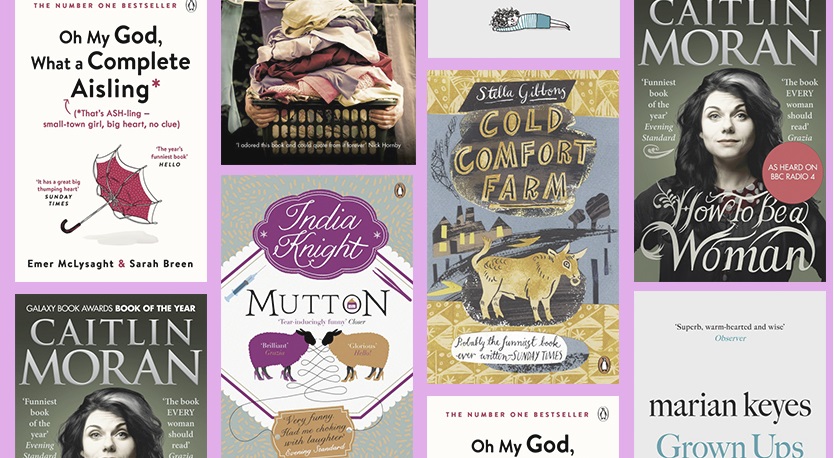 THE NUMBER ONE BESTSELLER
Oh My God,
What a Complete
Aisling*
(*That's ASH-ling –
small-town girl, big heart, no clue)
'The year's
funniest book'
HELLO
'It has a great big
thumping heart'
SUNDAY
TIMES
Emer McLysaght & Sarah Breen
GALAXY BOOK AWARDS BOOK OF THE YEAR
CAITLIN
MORAN
'Funniest
book
of the
year'
Evening
Standard
'The book
EVERY
woman
should
read'
Grazia
'I adored this book and could quote from it forever' Nick Hornby
India
Knight
MUTTON
'Tear-inducingly funny' Closer
'Brilliant'
Grazia
'Glorious'
Hello!
'Very funny
Had me choking
with laughter'
Evening Standard
Stella Gibbons
COLD
COMFORT
FARM
'Probably the funniest book
ever written'–SUNDAY TIMES
THE NUMBER ONE BESTSELLER
Oh My God,
CAITLIN
MORAN
'Funniest
book
of the
year'
Evening
Standard
'The book
EVERY
woman
should
read'
Grazia
AS HEARD ON
BBC RADIO 4
How To Be a
Woman
'Superb, warm-hearted and wise'
Observer
marian keyes
Grown Ups